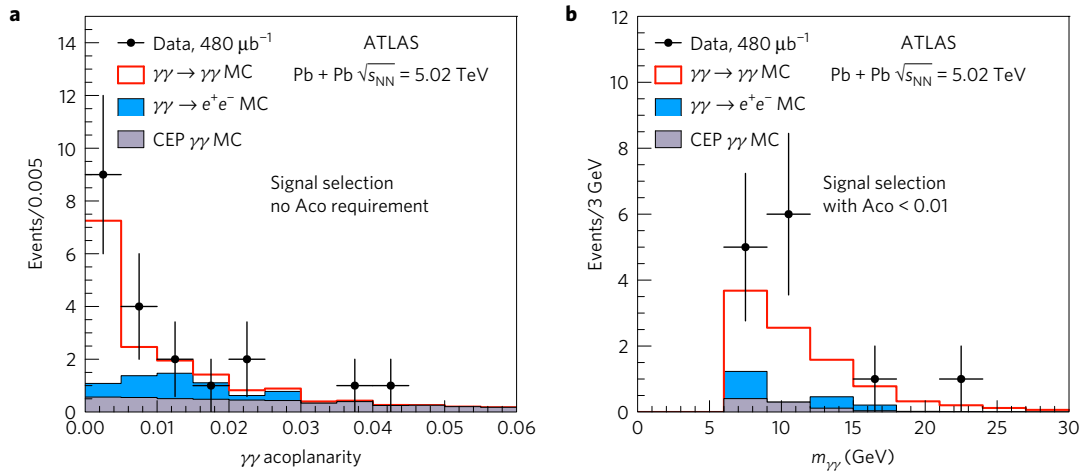 a
14
12
10
8
6
4
2
0
Events/0.005
Data, 480 μb⁻¹
γγ → γγ MC
γγ → e⁺e⁻ MC
CEP γγ MC
ATLAS
Pb + Pb √sNN = 5.02 TeV
Signal selection
no Aco requirement
0.00 0.01 0.02 0.03 0.04 0.05 0.06
γγ acoplanarity
b
12
10
8
6
4
2
0
Events/3 GeV
Data, 480 μb⁻¹
γγ → γγ MC
γγ → e⁺e⁻ MC
CEP γγ MC
ATLAS
Pb + Pb √sNN = 5.02 TeV
Signal selection
with Aco < 0.01
0 5 10 15 20 25 30
mγγ (GeV)